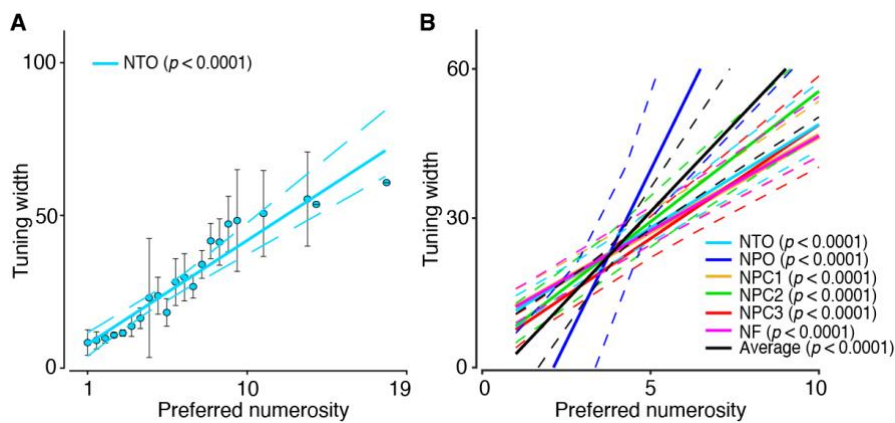 A
100
NTO (p < 0.0001)
Tuning width
50
0
1
10
19
Preferred numerosity
B
60
Tuning width
30
NTO (p < 0.0001)
NPO (p < 0.0001)
NPC1 (p < 0.0001)
NPC2 (p < 0.0001)
NPC3 (p < 0.0001)
NF (p < 0.0001)
Average (p < 0.0001)
0
0
5
10
Preferred numerosity